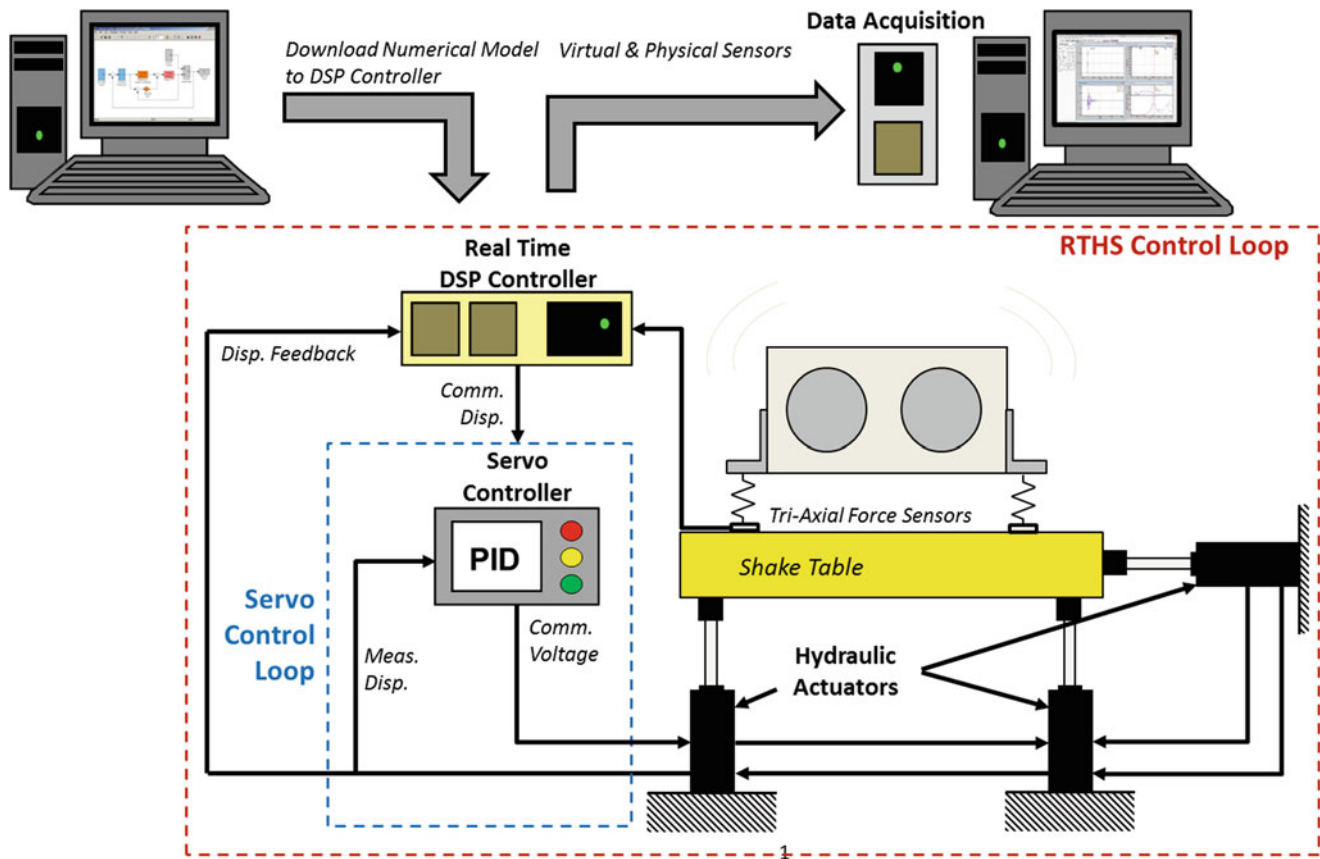 Data Acquisition
Download Numerical Model
to DSP Controller
Virtual & Physical Sensors
RTHS Control Loop
Real Time
DSP Controller
Disp. Feedback
Comm.
Disp.
Servo
Controller
PID
Tri-Axial Force Sensors
Shake Table
Servo
Control
Loop
Meas.
Disp.
Comm.
Voltage
Hydraulic
Actuators
1